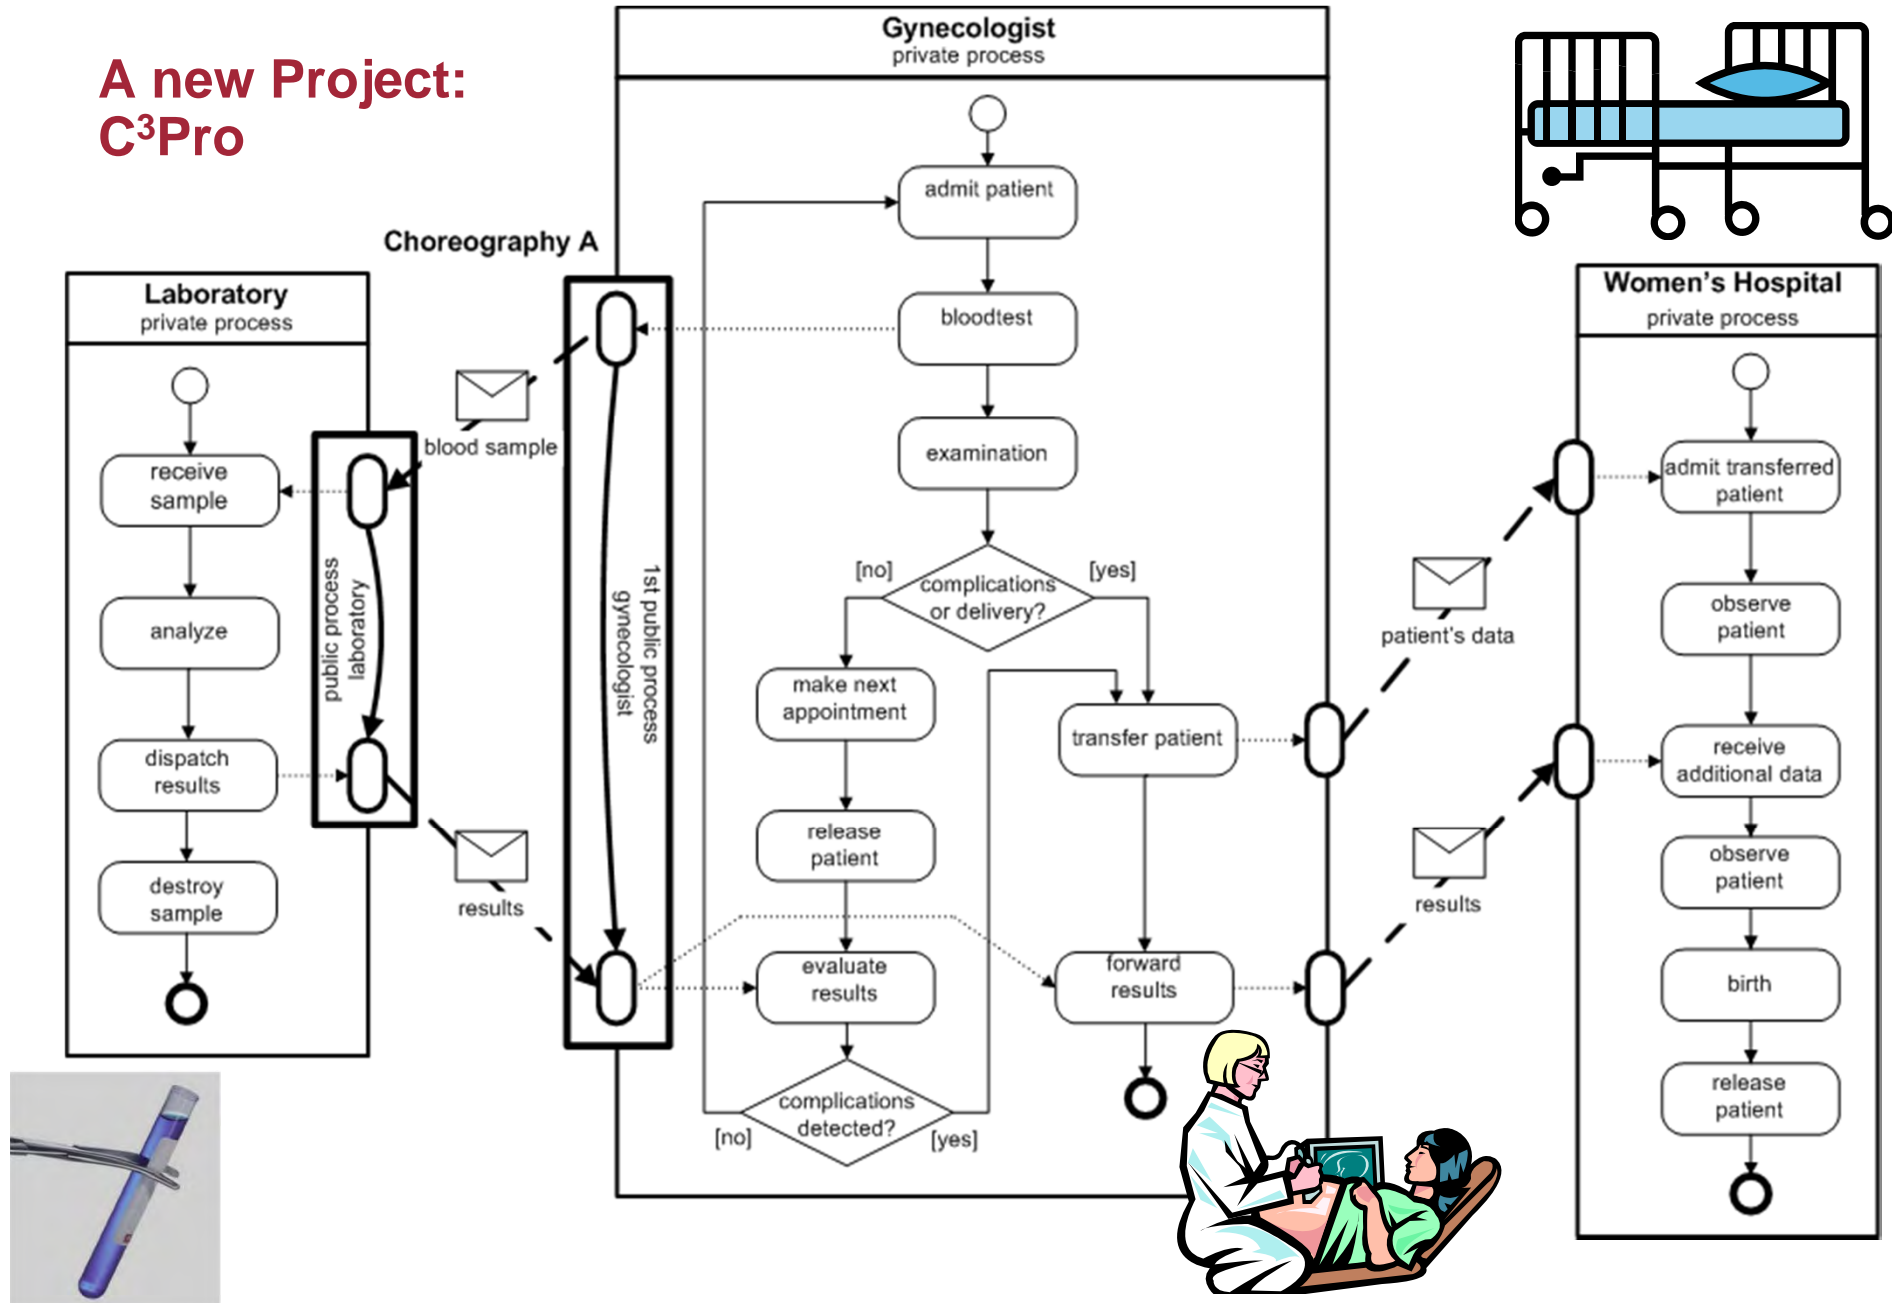 A new Project:
C³Pro
Gynecologist
private process
admit patient
bloodtest
examination
[no]
complications
or delivery?
[yes]
make next
appointment
transfer patient
release
patient
evaluate
results
forward
results
complications
detected?
[no]
[yes]
Choreography A
1st public process
gynecologist
Laboratory
private process
receive
sample
analyze
dispatch
results
destroy
sample
public process
laboratory
blood sample
results
patient's data
results
Women's Hospital
private process
admit transferred
patient
observe
patient
receive
additional data
observe
patient
birth
release
patient